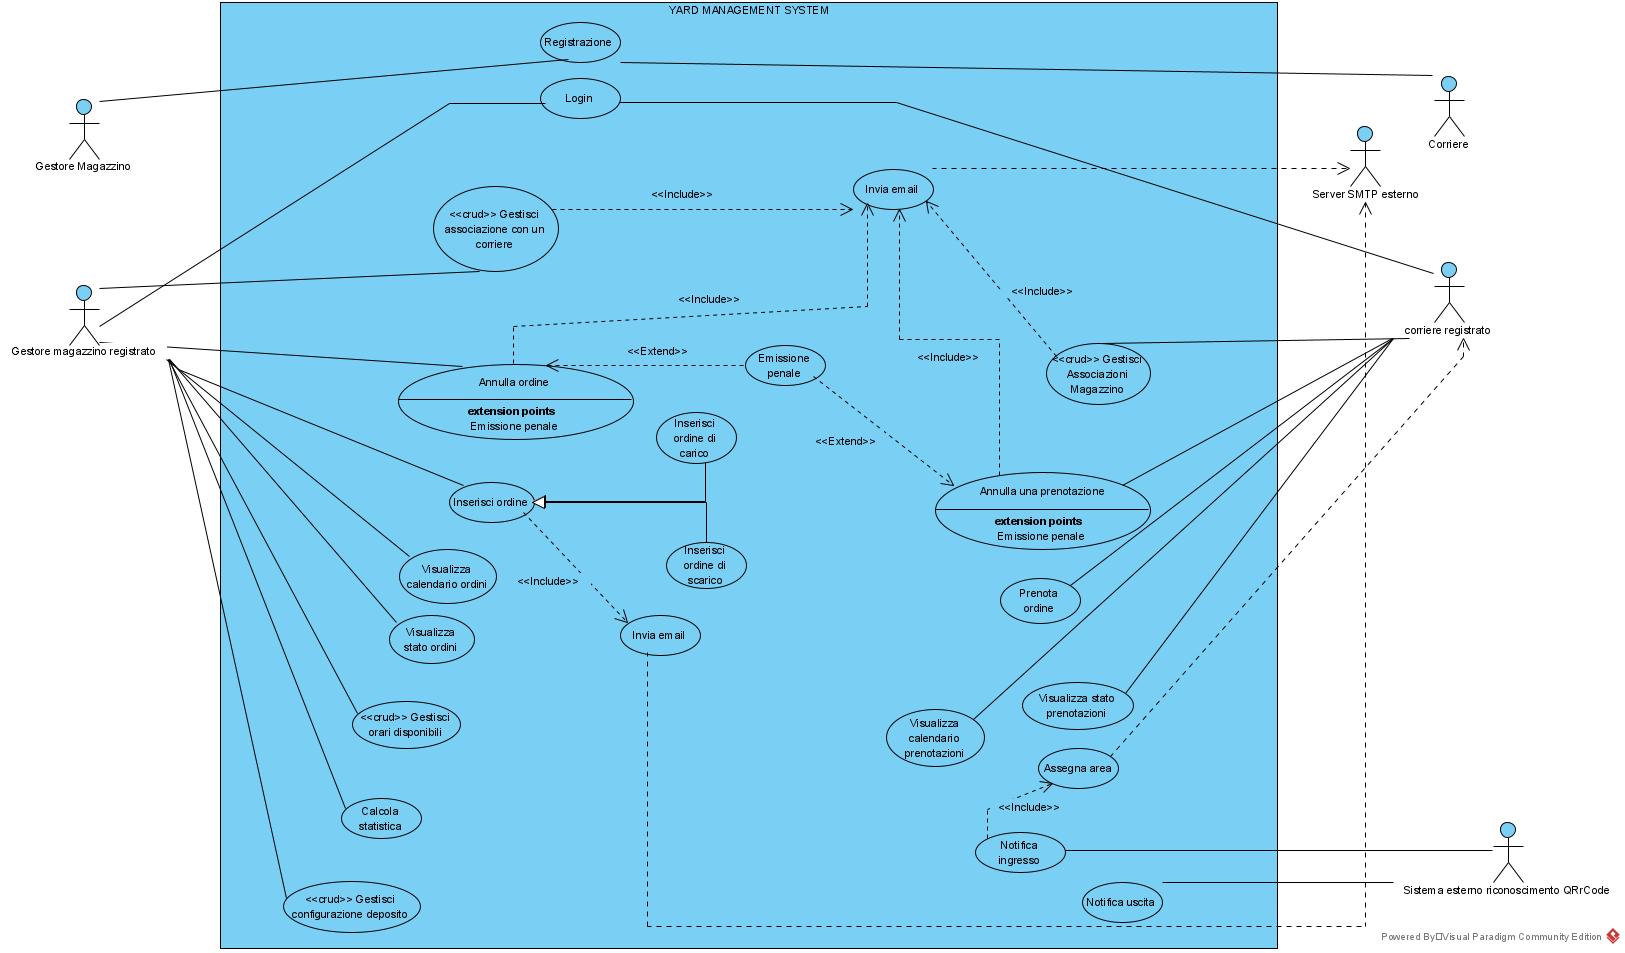 YARD MANAGEMENT SYSTEM
Registrazione
Login
Gestore Magazzino
Corriere
Server SMTP esterno
Invia email
<<Include>>
<<crud>> Gestisci
associazione con un
corriere
<<Include>>
<<Include>>
corriere registrato
Gestore magazzino registrato
<<Extend>>
Emissione
penale
<<Include>>
<<crud>> Gestisci
Associazioni
Magazzino
Annulla ordine
extension points
Emissione penale
Inserisci
ordine di
carico
<<Extend>>
Annulla una prenotazione
extension points
Emissione penale
Inserisci ordine
Inserisci
ordine di
scarico
Visualizza
calendario ordini
<<Include>>
Prenota
ordine
Visualizza
stato ordini
Invia email
Visualizza stato
prenotazioni
<<crud>> Gestisci
orari disponibili
Visualizza
calendario
prenotazioni
Assegna area
<<Include>>
Calcola
statistica
Notifica
ingresso
Sistema esterno riconoscimento QRrCode
<<crud>> Gestisci
configurazione deposito
Notifica uscita
Powered By□Visual Paradigm Community Edition